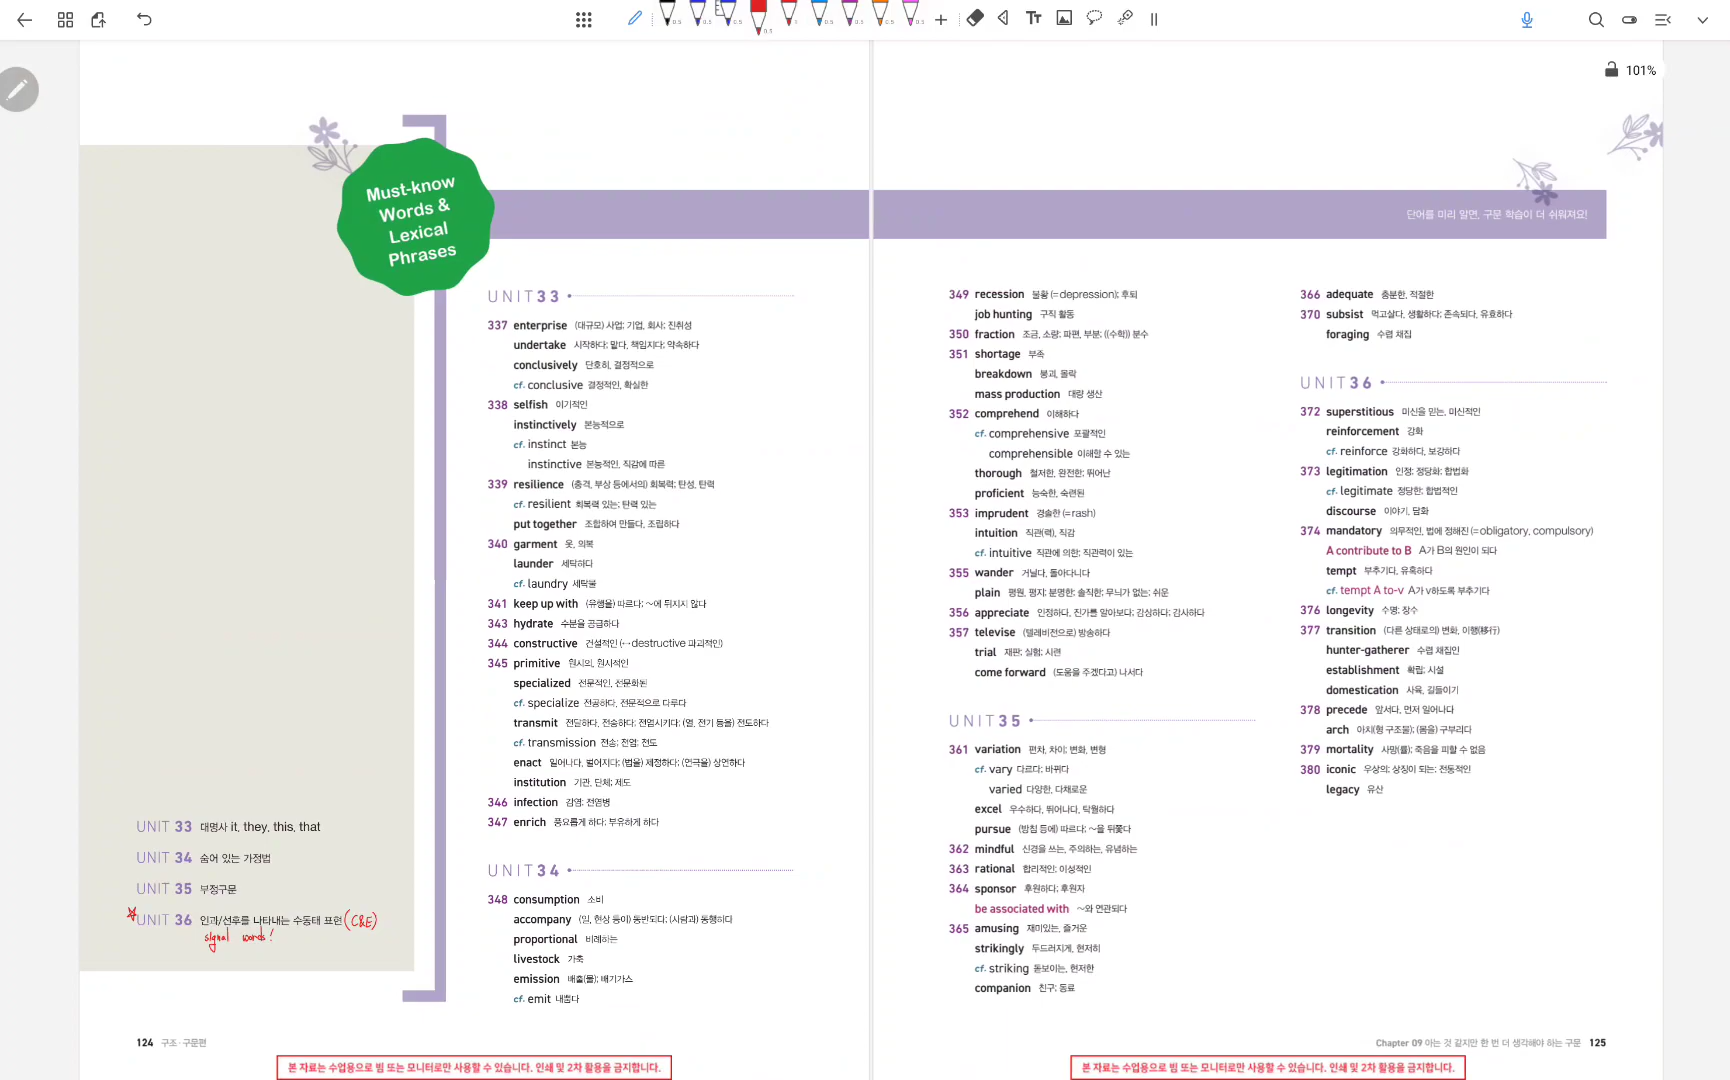 0.5
0.5
0.5
0.5
1
0.5
0.5
0.5
0.5
Tт
101%
Must-know
Words &
Lexical
Phrases
단어를 미리 알면, 구문 학습이 더 쉬워져요!
UNIT 33 대명사 it, they, this, that
UNIT 34 숨어 있는 가정법
UNIT 35 부정구문
UNIT 36 인과/선후를 나타내는 수동태 표현 (C&E)
signal words!
UNIT 33
337 enterprise (대규모) 사업; 기업, 회사; 진취성
undertake 시작하다; 맡다, 책임지다; 약속하다
conclusively 단호히, 결정적으로
cf. conclusive 결정적인, 확실한
338 selfish 이기적인
instinctively 본능적으로
cf. instinct 본능
instinctive 본능적인, 직감에 따른
339 resilience (충격, 부상 등에서의) 회복력; 탄성, 탄력
cf. resilient 회복력 있는; 탄력 있는
put together 조합하여 만들다, 조립하다
340 garment 옷, 의복
launder 세탁하다
cf. laundry 세탁물
341 keep up with (유행을) 따르다; ~에 뒤지지 않다
343 hydrate 수분을 공급하다
344 constructive 건설적인 (↔destructive 파괴적인)
345 primitive 원시의, 원시적인
specialized 전문적인, 전문화된
cf. specialize 전공하다, 전문적으로 다루다
transmit 전달하다, 전송하다; 전염시키다; (열, 전기 등을) 전도하다
cf. transmission 전송; 전염; 전도
enact 일어나다, 벌어지다; (법을) 제정하다; (연극을) 상연하다
institution 기관, 단체; 제도
346 infection 감염; 전염병
347 enrich 풍요롭게 하다; 부유하게 하다
UNIT 34
348 consumption 소비
accompany (일, 현상 등이) 동반되다; (사람과) 동행하다
proportional 비례하는
livestock 가축
emission 배출(물); 배기가스
cf. emit 내뿜다
349 recession 불황 (=depression); 후퇴
job hunting 구직 활동
350 fraction 조금, 소량; 파편, 부분; ((수학)) 분수
351 shortage 부족
breakdown 붕괴, 몰락
mass production 대량 생산
352 comprehend 이해하다
cf. comprehensive 포괄적인
comprehensible 이해할 수 있는
thorough 철저한, 완전한; 뛰어난
proficient 능숙한, 숙련된
353 imprudent 경솔한 (=rash)
intuition 직관(력), 직감
cf. intuitive 직관에 의한; 직관력이 있는
355 wander 거닐다, 돌아다니다
plain 평원, 평지; 분명한; 솔직한; 무늬가 없는; 쉬운
356 appreciate 인정하다, 진가를 알아보다; 감상하다; 감사하다
357 televise (텔레비전으로) 방송하다
trial 재판; 실험; 시련
come forward (도움을 주겠다고) 나서다
UNIT 35
361 variation 편차, 차이; 변화, 변형
cf. vary 다르다; 바뀌다
varied 다양한, 다채로운
excel 우수하다, 뛰어나다, 탁월하다
pursue (방침 등에) 따르다; ~을 뒤쫓다
362 mindful 신경을 쓰는, 주의하는, 유념하는
363 rational 합리적인; 이성적인
364 sponsor 후원하다; 후원자
be associated with ~와 연관되다
365 amusing 재미있는, 즐거운
strikingly 두드러지게, 현저히
cf. striking 돋보이는, 현저한
companion 친구; 동료
366 adequate 충분한, 적절한
370 subsist 먹고살다, 생활하다; 존속되다, 유효하다
foraging 수렵 채집
UNIT 36
372 superstitious 미신을 믿는, 미신적인
reinforcement 강화
cf. reinforce 강화하다, 보강하다
373 legitimation 인정; 정당화; 합법화
cf. legitimate 정당한; 합법적인
discourse 이야기, 담화
374 mandatory 의무적인, 법에 정해진 (=obligatory, compulsory)
A contribute to B A가 B의 원인이 되다
tempt 부추기다, 유혹하다
cf. tempt A to-v A가 v하도록 부추기다
376 longevity 수명; 장수
377 transition (다른 상태로의) 변화, 이행(移行)
hunter-gatherer 수렵 채집인
establishment 확립; 시설
domestication 사육, 길들이기
378 precede 앞서다, 먼저 일어나다
arch 아치(형 구조물); (몸을) 구부리다
379 mortality 사망(률); 죽음을 피할 수 없음
380 iconic 우상의; 상징이 되는; 전통적인
legacy 유산
124 구조·구문편
Chapter 09 아는 것 같지만 한 번 더 생각해야 하는 구문 125
본 자료는 수업용으로 빔 또는 모니터로만 사용할 수 있습니다. 인쇄 및 2차 활용을 금지합니다.
본 자료는 수업용으로 빔 또는 모니터로만 사용할 수 있습니다. 인쇄 및 2차 활용을 금지합니다.